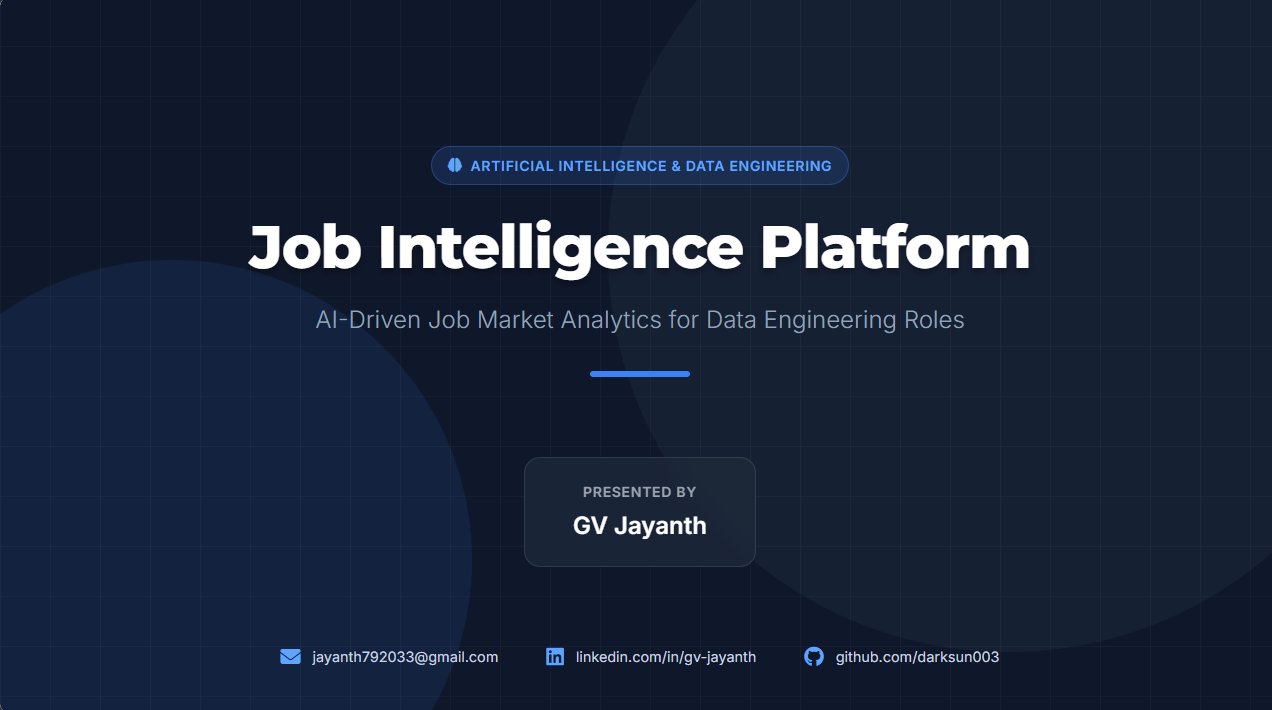 ARTIFICIAL INTELLIGENCE & DATA ENGINEERING
Job Intelligence Platform
AI-Driven Job Market Analytics for Data Engineering Roles
PRESENTED BY
GV Jayanth
jayanth792033@gmail.com linkedin.com/in/gv-jayanth github.com/darksun003